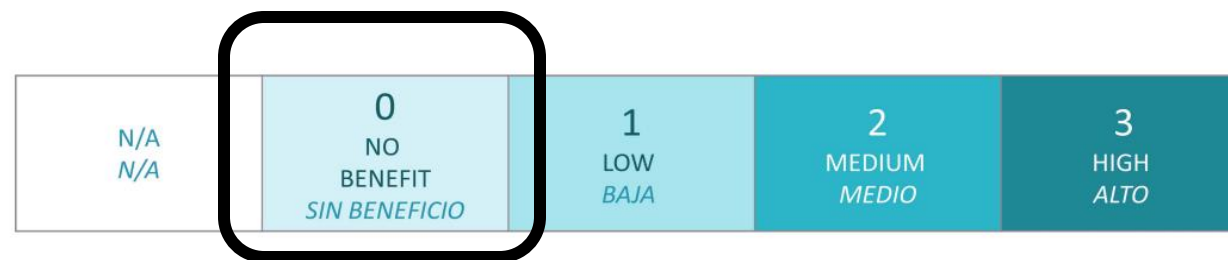 N/A
N/A
0
NO
BENEFIT
SIN BENEFICIO
1
LOW
BAJA
2
MEDIUM
MEDIO
3
HIGH
ALTO